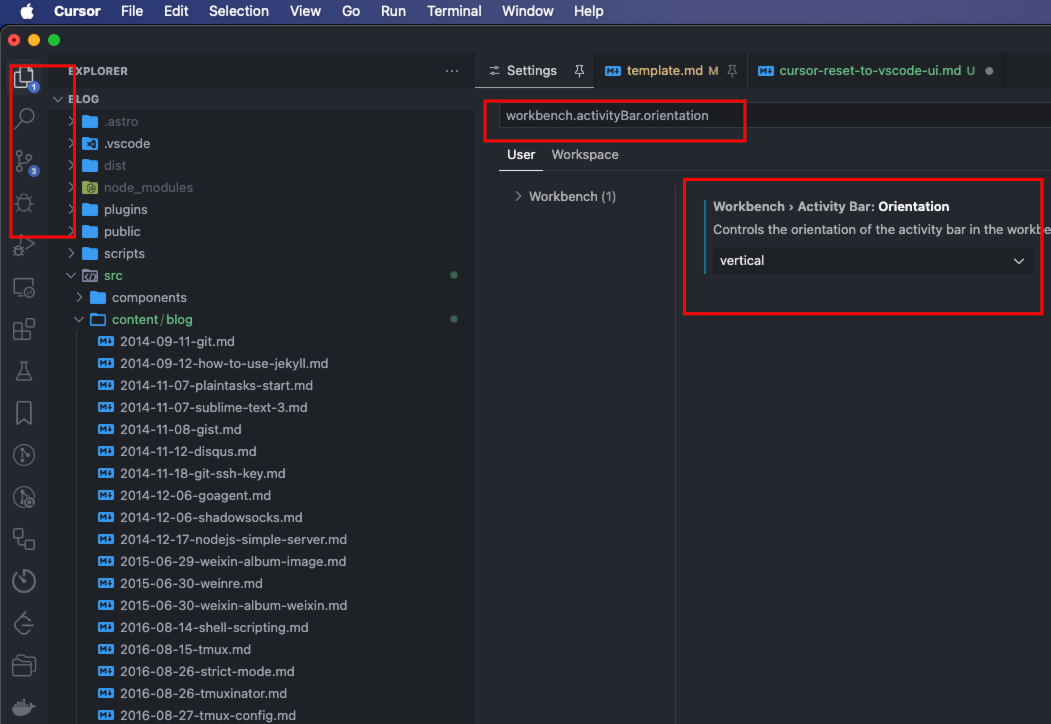 Cursor File Edit Selection View Go Run Terminal Window Help
EXPLORER ...
Settings
template.md M
cursor-reset-to-vscode-ui.md U
1
3
BLOG
.astro
.vscode
dist
node_modules
plugins
public
scripts
src
components
content/blog
2014-09-11-git.md
2014-09-12-how-to-use-jekyll.md
2014-11-07-plaintasks-start.md
2014-11-07-sublime-text-3.md
2014-11-08-gist.md
2014-11-12-disqus.md
2014-11-18-git-ssh-key.md
2014-12-06-goagent.md
2014-12-06-shadowsocks.md
2014-12-17-nodejs-simple-server.md
2015-06-29-weixin-album-image.md
2015-06-30-weinre.md
2015-06-30-weixin-album-weixin.md
2016-08-14-shell-scripting.md
2016-08-15-tmux.md
2016-08-26-strict-mode.md
2016-08-26-tmuxinator.md
2016-08-27-tmux-config.md
workbench.activityBar.orientation
User Workspace
Workbench (1)
Workbench › Activity Bar: Orientation
Controls the orientation of the activity bar in the workbe
vertical